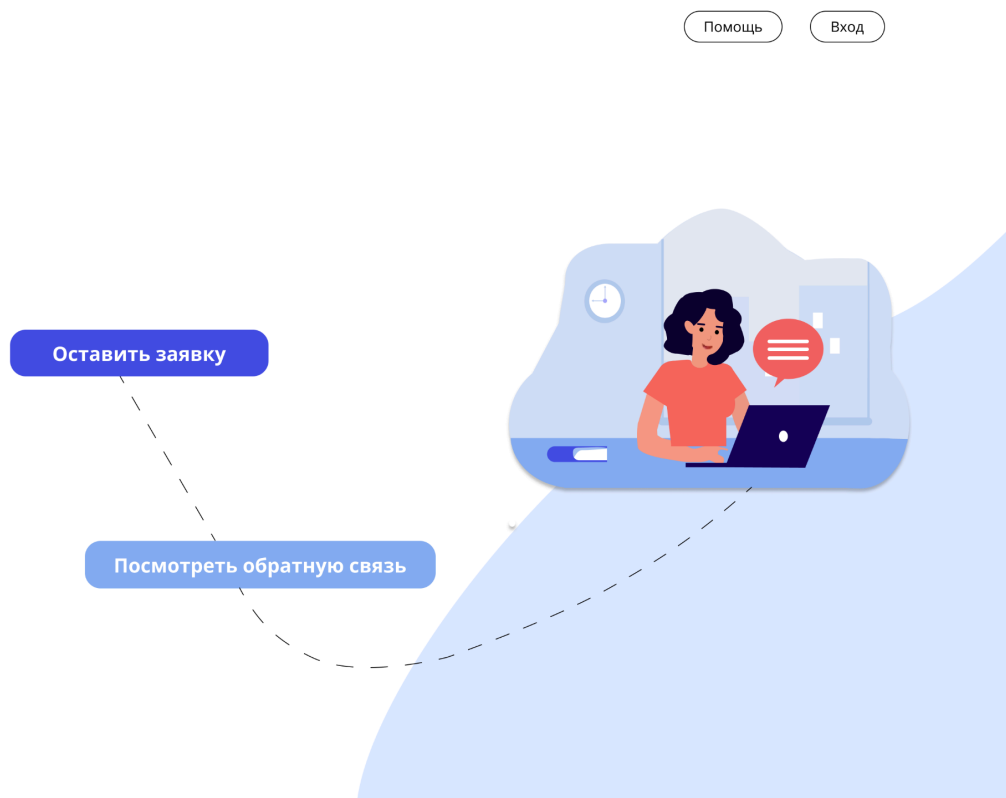 Помощь
Вход
Оставить заявку
Посмотреть обратную связь